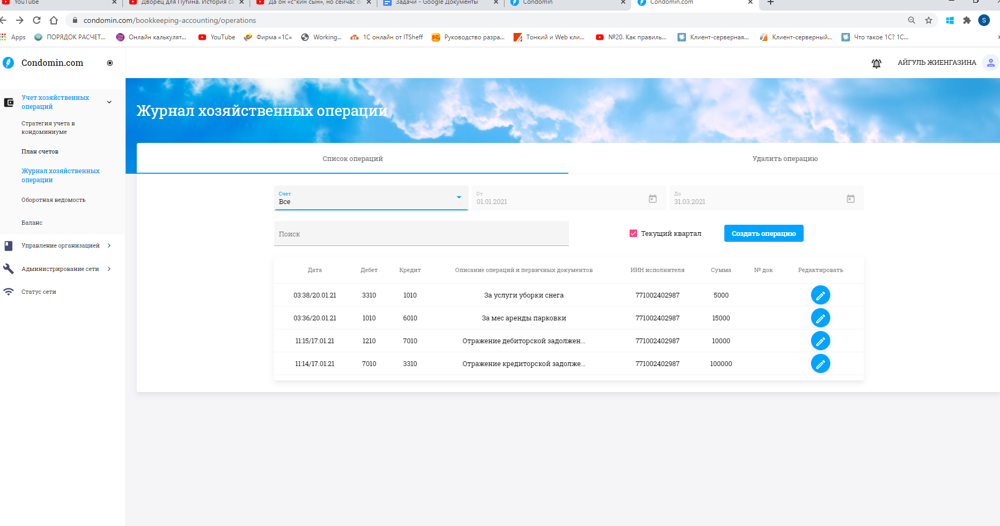 YouTube
Дворец для Путина. История са
Да он «с*кин сын», но сейчас о
Задачи - Google Документы
Condomin
Condomin.com
condomin.com/bookkeeping-accounting/operations
S
Apps
ПОРЯДОК РАСЧЕТ...
Онлайн калькулят...
YouTube
Фирма «1С»
Working...
1С онлайн от ITSheff
Руководство разра...
Тонкий и Web кли...
№20. Как правиль...
Клиент-серверная...
Клиент-серверный...
Что такое 1С? 1С...
Condomin.com
АЙГУЛЬ ЖИЕНГАЗИНА
Учет хозяйственных
операций
Стратегия учета в
кондоминиуме
План счетов
Журнал хозяйственных
операции
Оборотная ведомость
Баланс
Управление организацией
Администрирование сети
Статус сети
Журнал хозяйственных операции
Список операций
Удалить операцию
Счет
Все
От
01.01.2021
До
31.03.2021
Поиск
Текущий квартал
Создать операцию
Дата Дебет Кредит Описание операций и первичных документов ИИН исполнителя Сумма № док Редактировать
03:38/20.01.21 3310 1010 За услуги уборки снега 771002402987 5000
03:36/20.01.21 1010 6010 За мес аренды парковки 771002402987 15000
11:15/17.01.21 1210 7010 Отражение дебиторской задолжен... 771002402987 10000
11:14/17.01.21 7010 3310 Отражение кредиторской задолже... 771002402987 100000